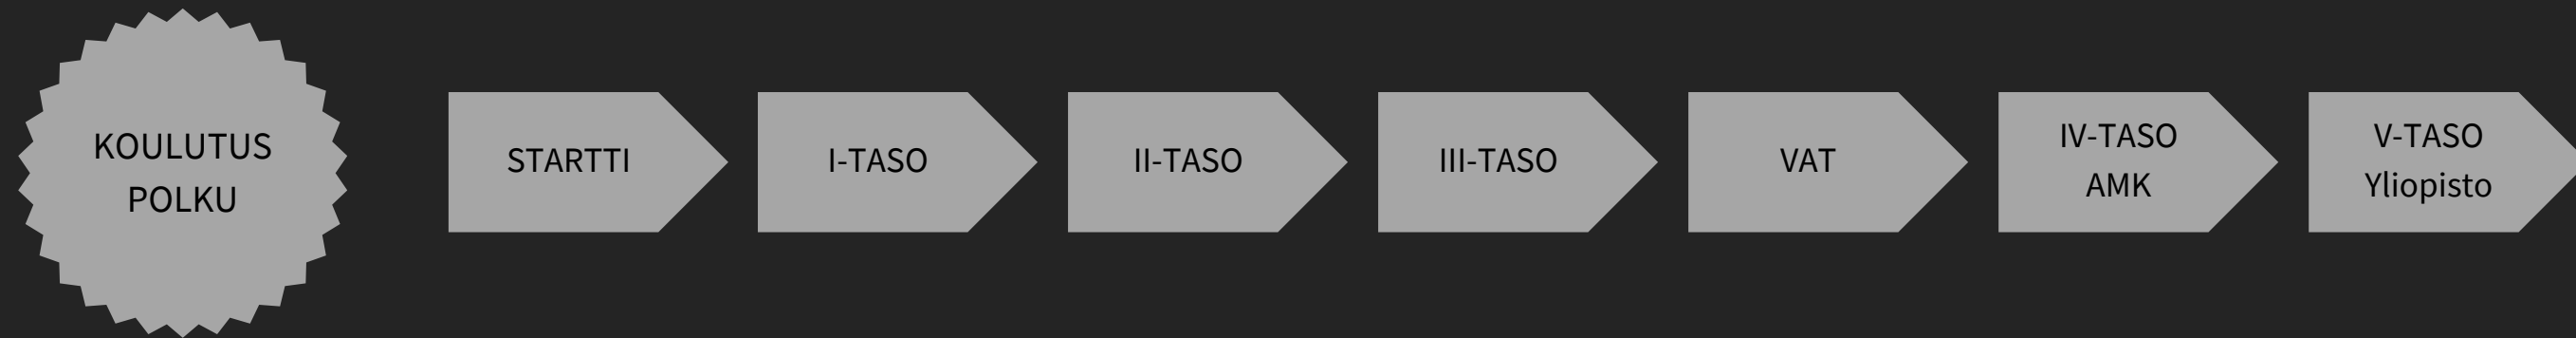 KOULUTUS
POLKU
STARTTI
I-TASO
II-TASO
III-TASO
VAT
IV-TASO
AMK
V-TASO
Yliopisto